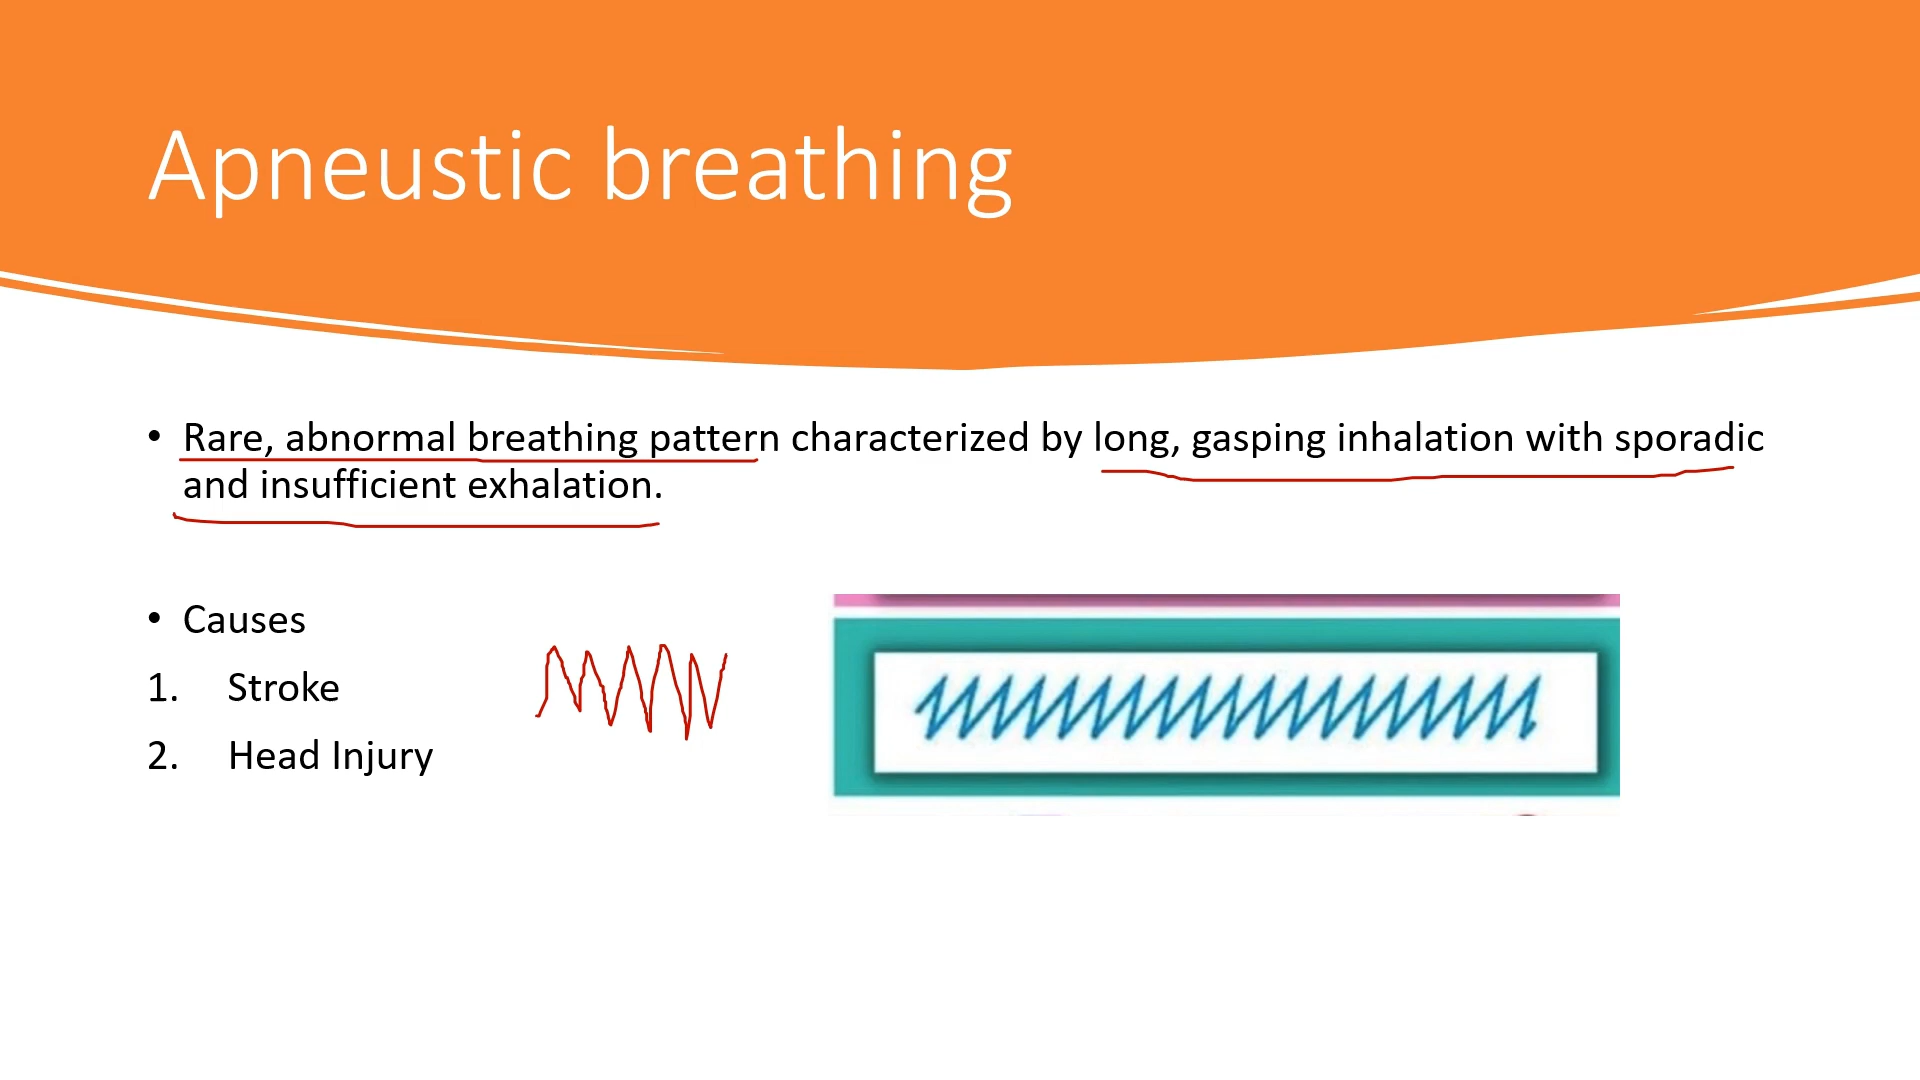 Apneustic breathing
• Rare, abnormal breathing pattern characterized by long, gasping inhalation with sporadic
and insufficient exhalation.
• Causes
1. Stroke
2. Head Injury